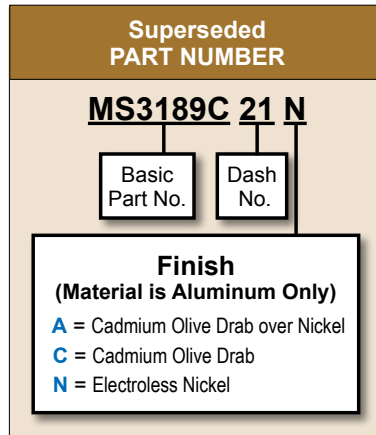 Superseded
PART NUMBER
MS3189C 21 N
Basic
Part No.
Dash
No.
Finish
(Material is Aluminum Only)
A = Cadmium Olive Drab over Nickel
C = Cadmium Olive Drab
N = Electroless Nickel